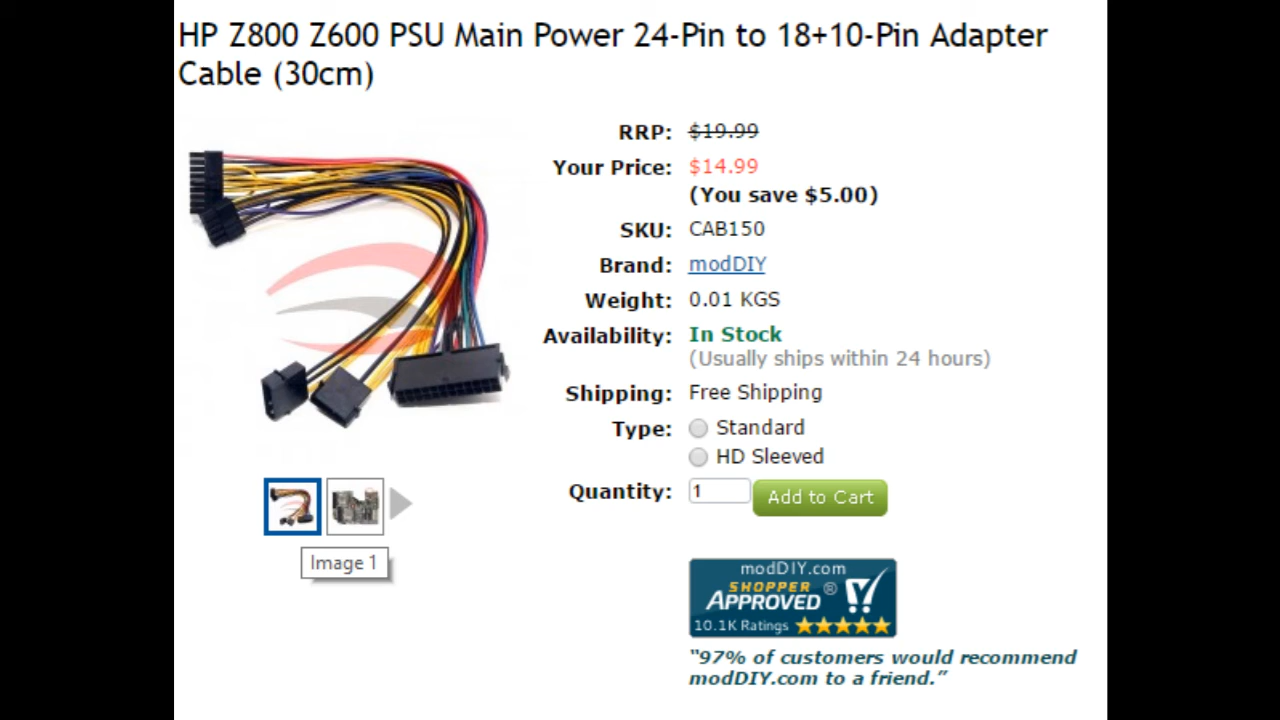 HP Z800 Z600 PSU Main Power 24-Pin to 18+10-Pin Adapter
Cable (30cm)
RRP: $19.99
Your Price: $14.99
(You save $5.00)
SKU: CAB150
Brand: modDIY
Weight: 0.01 KGS
Availability: In Stock
(Usually ships within 24 hours)
Shipping: Free Shipping
Type: Standard
HD Sleeved
Quantity: 1 Add to Cart
Image 1
modDIY.com
SHOPPER
APPROVED ®
10.1K Ratings
"97% of customers would recommend
modDIY.com to a friend."